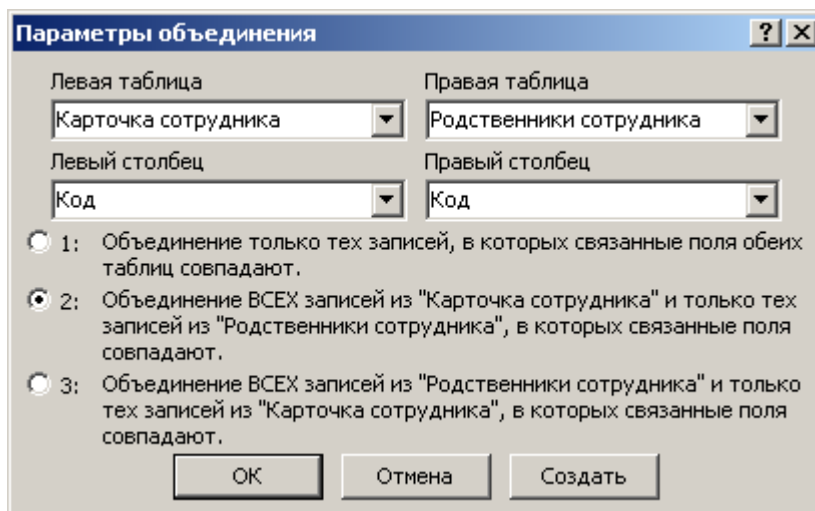 Параметры объединения
Левая таблица
Правая таблица
Карточка сотрудника
Родственники сотрудника
Левый столбец
Правый столбец
Код
Код
1: Объединение только тех записей, в которых связанные поля обеих
таблиц совпадают.
2: Объединение ВСЕХ записей из "Карточка сотрудника" и только тех
записей из "Родственники сотрудника", в которых связанные поля
совпадают.
3: Объединение ВСЕХ записей из "Родственники сотрудника" и только
тех записей из "Карточка сотрудника", в которых связанные поля
совпадают.
ОК
Отмена
Создать